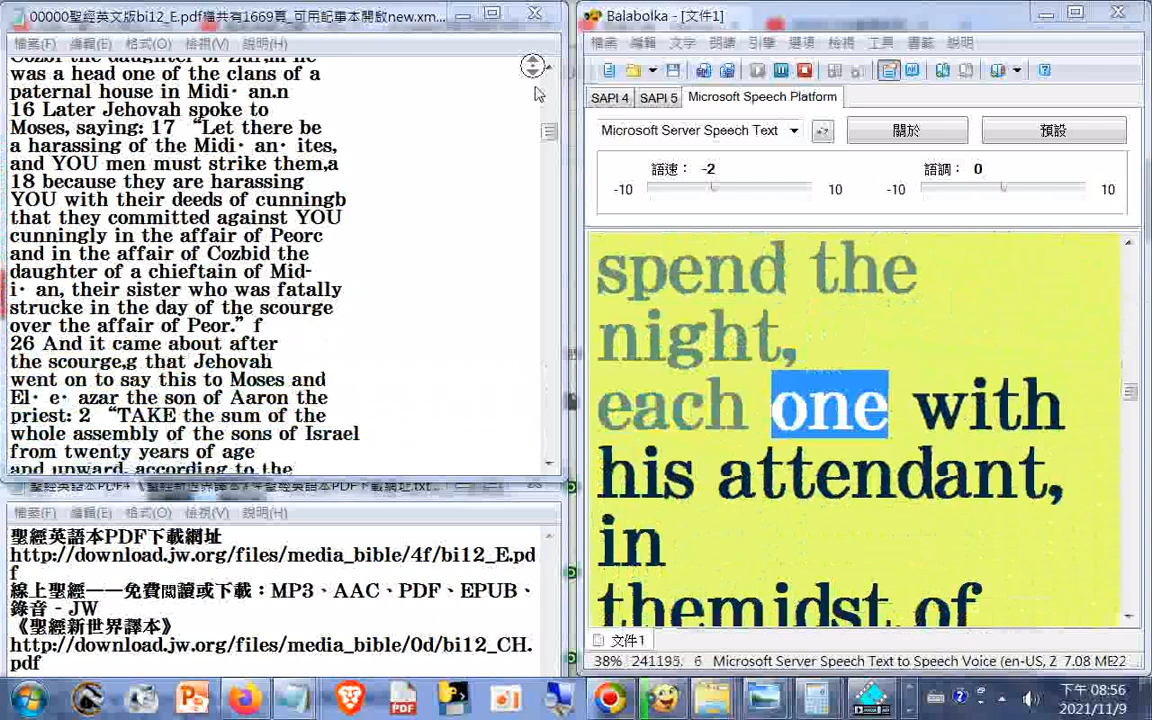 00000聖經英文版bi12_E.pdf檔共有1669頁_可用記事本開啟new.xm...
檔案(F) 編輯(E) 格式(O) 檢視(V) 說明(H)
was a head one of the clans of a
paternal house in Midi· an.n
16 Later Jehovah spoke to
Moses, saying: 17 “Let there be
a harassing of the Midi· an· ites,
and YOU men must strike them,a
18 because they are harassing
YOU with their deeds of cunningb
that they committed against YOU
cunningly in the affair of Peorc
and in the affair of Cozbid the
daughter of a chieftain of Mid-
i· an, their sister who was fatally
strucke in the day of the scourge
over the affair of Peor.” f
26 And it came about after
the scourge,g that Jehovah
went on to say this to Moses and
El· e· azar the son of Aaron the
priest: 2 “TAKE the sum of the
whole assembly of the sons of Israel
from twenty years of age
and upward, according to the
檔案(F) 編輯(E) 格式(O) 檢視(V) 說明(H)
聖經英語本PDF下載網址
http://download.jw.org/files/media_bible/4f/bi12_E.pd
f
線上聖經——免費閱讀或下載：MP3、AAC、PDF、EPUB、
錄音 - JW
《聖經新世界譯本》
http://download.jw.org/files/media_bible/0d/bi12_CH.
pdf
Balabolka - [文件1]
檔案 編輯 文字 朗讀 引擎 選項 檢視 工具 書籤 說明
SAPI 4 SAPI 5 Microsoft Speech Platform
Microsoft Server Speech Text 關於 預設
語速： -2 語調： 0
-10 10 -10 10
spend the
night,
each one with
his attendant,
in
themidst of
文件1
38% 241195: 6 Microsoft Server Speech Text to Speech Voice (en-US, Z 7.08 ME22
PDF
下午 08:56
2021/11/9